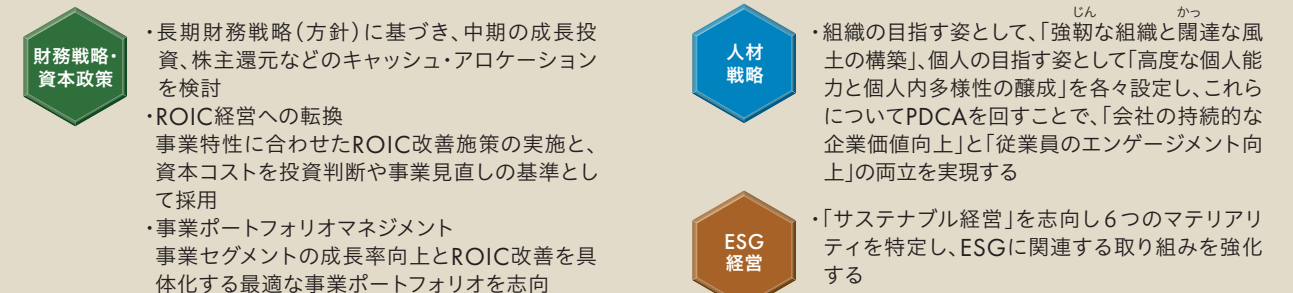 財務戦略・
資本政策
・長期財務戦略（方針）に基づき、中期の成長投
資、株主還元などのキャッシュ・アロケーション
を検討
・ROIC経営への転換
事業特性に合わせたROIC改善施策の実施と、
資本コストを投資判断や事業見直しの基準とし
て採用
・事業ポートフォリオマネジメント
事業セグメントの成長率向上とROIC改善を具
体化する最適な事業ポートフォリオを志向
人材
戦略
じん かっ
・組織の目指す姿として、「強靭な組織と闊達な風
土の構築」、個人の目指す姿として「高度な個人能
力と個人内多様性の醸成」を各々設定し、これら
についてPDCAを回すことで、「会社の持続的な
企業価値向上」と「従業員のエンゲージメント向
上」の両立を実現する
ESG
経営
・「サステナブル経営」を志向し6つのマテリアリ
ティを特定し、ESGに関連する取り組みを強化
する